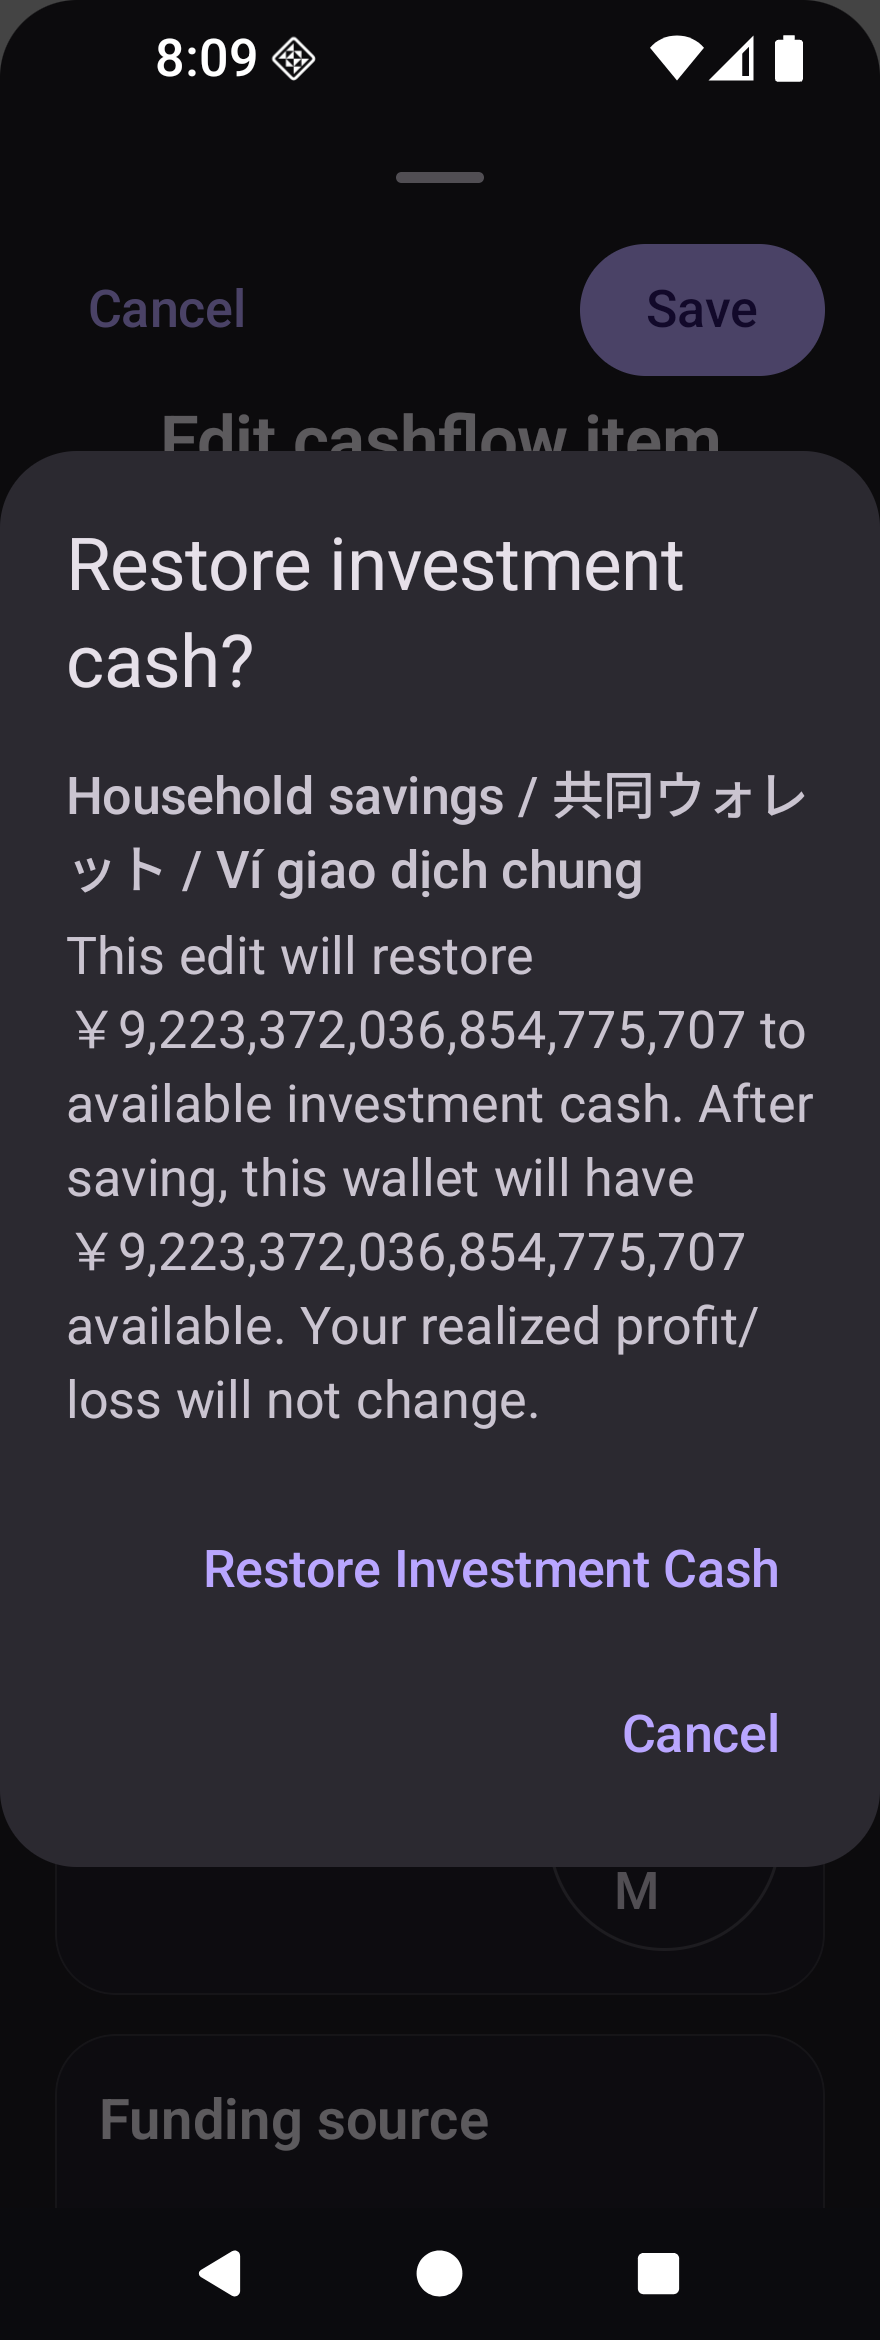 8:09
Cancel
Save
Edit cashflow item
Restore investment
cash?
Household savings / 共同ウォレ
ット / Ví giao dịch chung
This edit will restore
￥9,223,372,036,854,775,707 to
available investment cash. After
saving, this wallet will have
￥9,223,372,036,854,775,707
available. Your realized profit/
loss will not change.
Restore Investment Cash
Cancel
M
Funding source